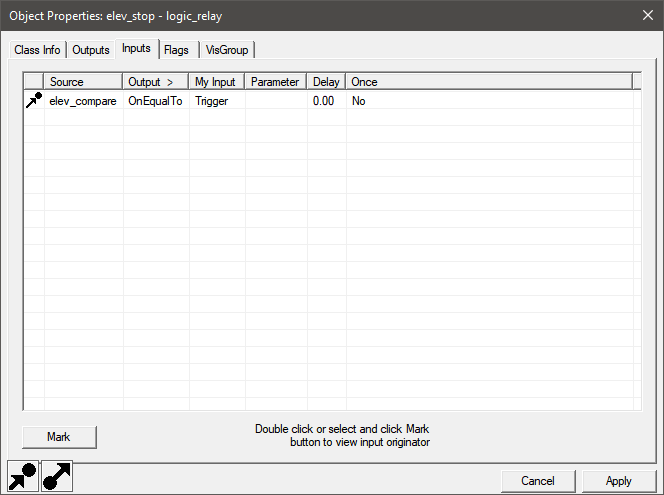 Object Properties: elev_stop - logic_relay
Class Info Outputs Inputs Flags VisGroup
Source Output > My Input Parameter Delay Once
elev_compare OnEqualTo Trigger 0.00 No
Mark
Double click or select and click Mark
button to view input originator
Cancel Apply